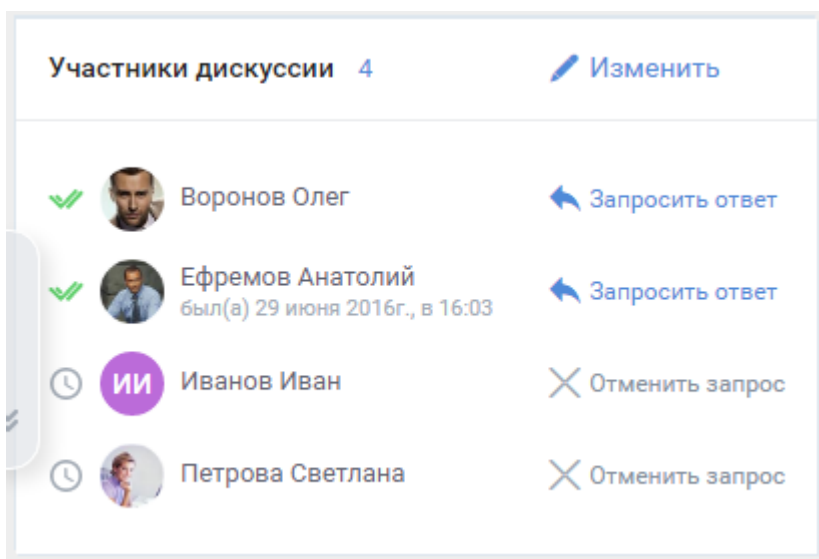 Участники дискуссии 4 Изменить
Воронов Олег Запросить ответ
Ефремов Анатолий
был(а) 29 июня 2016г., в 16:03 Запросить ответ
ИИ Иванов Иван Отменить запрос
Петрова Светлана Отменить запрос